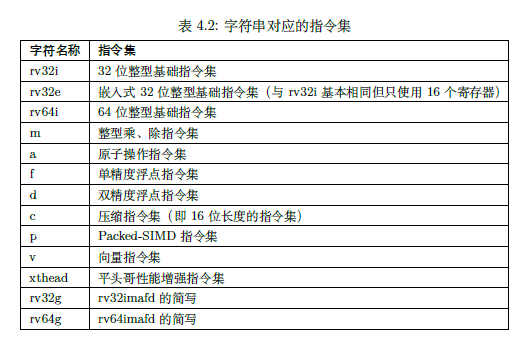 表 4.2: 字符串对应的指令集
字符名称 指令集
rv32i 32 位整型基础指令集
rv32e 嵌入式 32 位整型基础指令集（与 rv32i 基本相同但只使用 16 个寄存器）
rv64i 64 位整型基础指令集
m 整型乘、除指令集
a 原子操作指令集
f 单精度浮点指令集
d 双精度浮点指令集
c 压缩指令集（即 16 位长度的指令集）
p Packed-SIMD 指令集
v 向量指令集
xthead 平头哥性能增强指令集
rv32g rv32imafd 的简写
rv64g rv64imafd 的简写